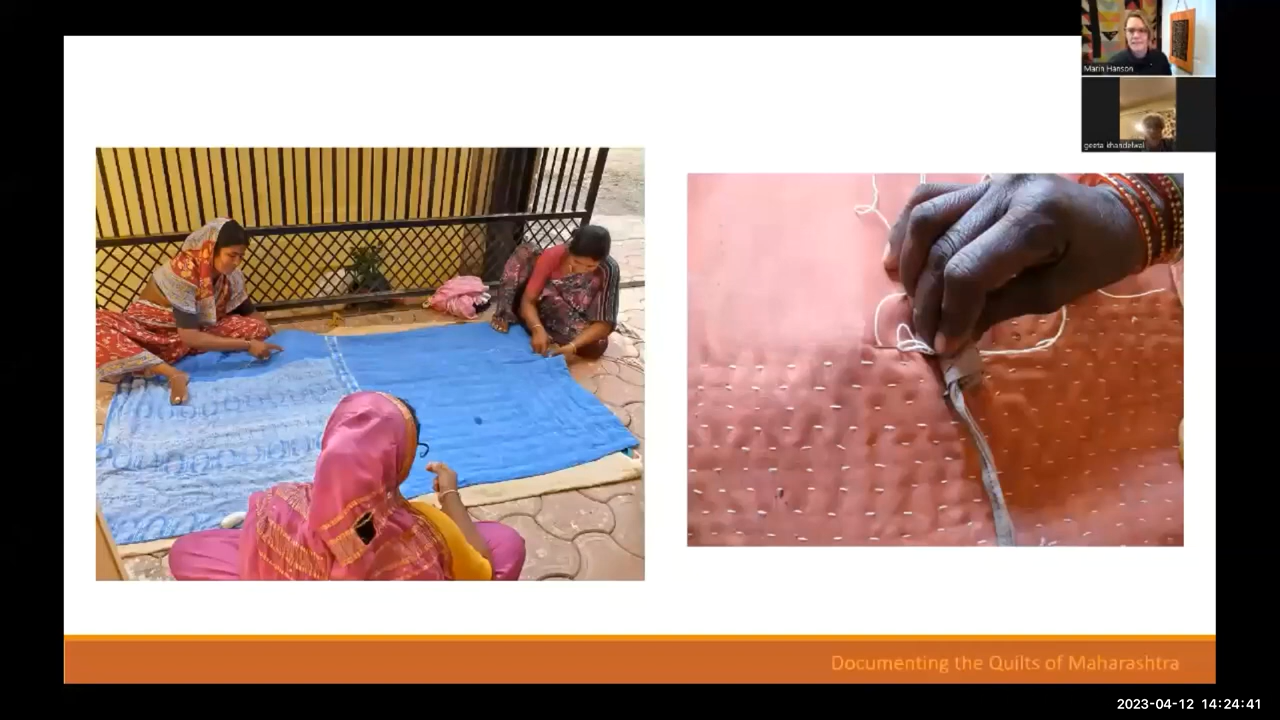 Marin Hanson
geeta khandelwal
Documenting the Quilts of Maharashtra
2023-04-12 14:24:41